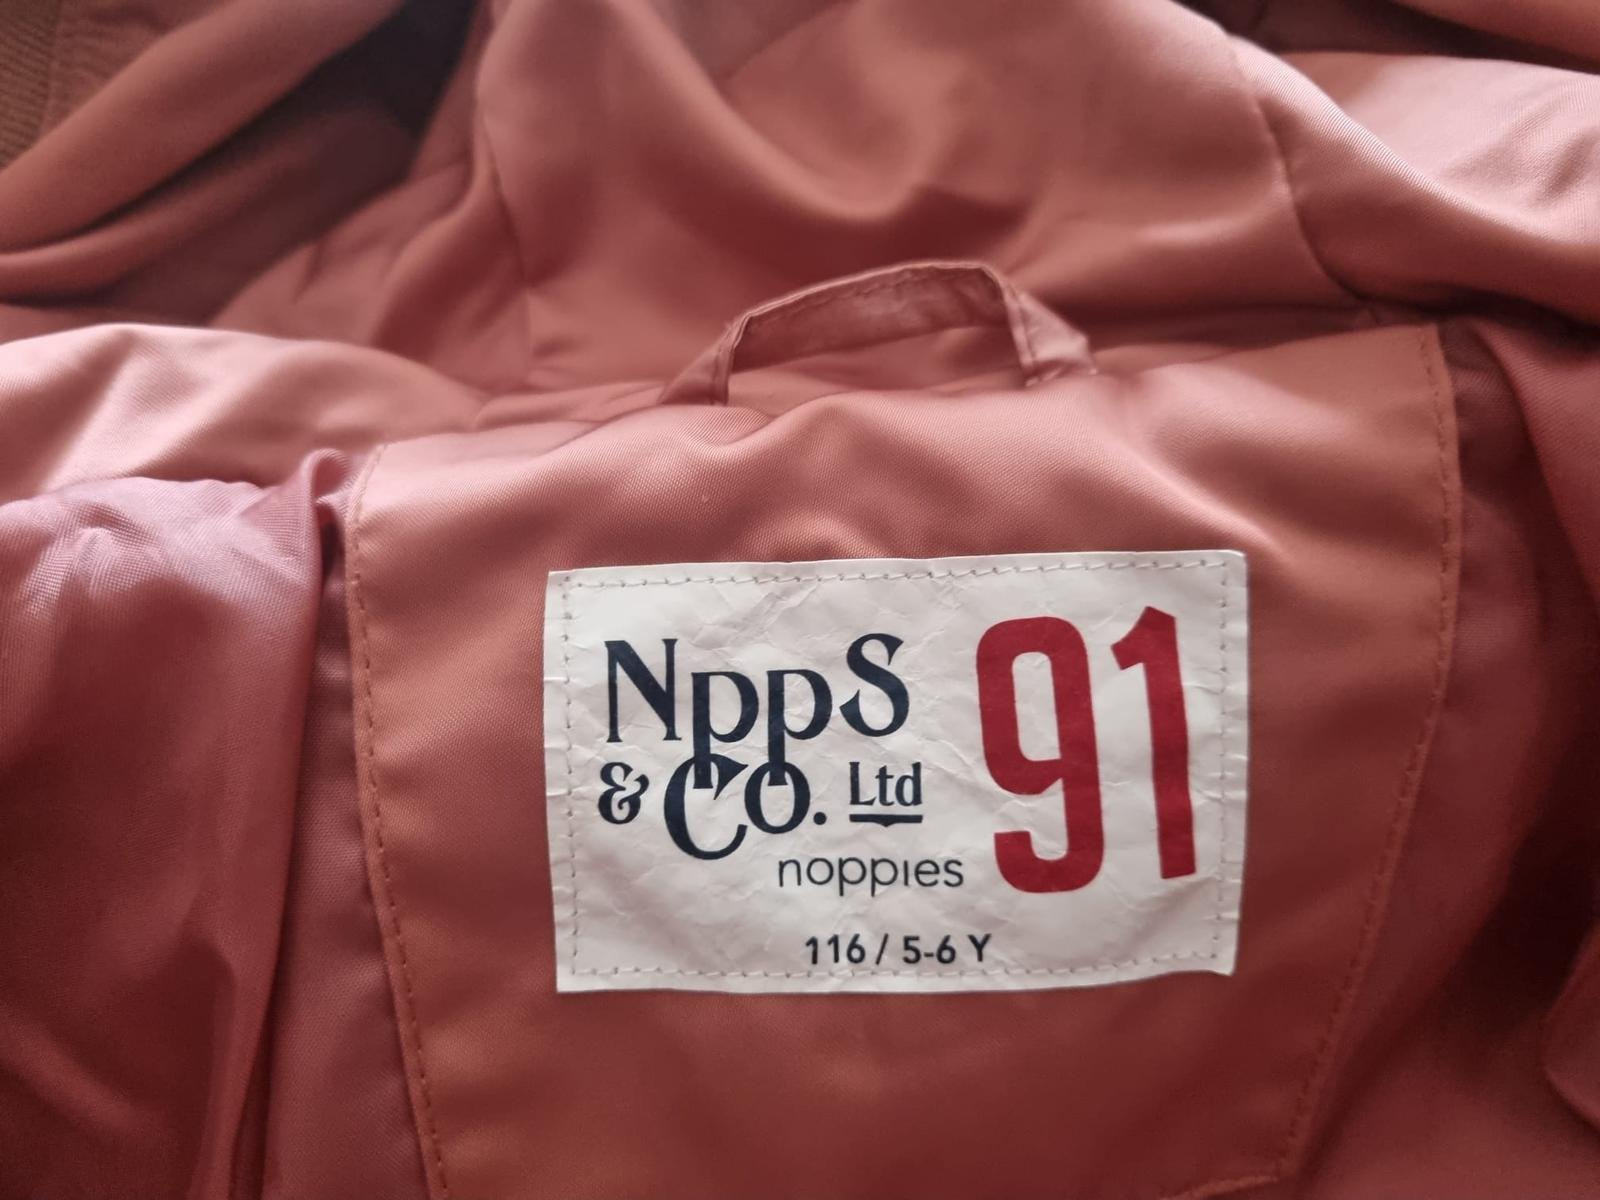 NppS
& Co. Ltd
noppies
91
116 / 5-6 Y